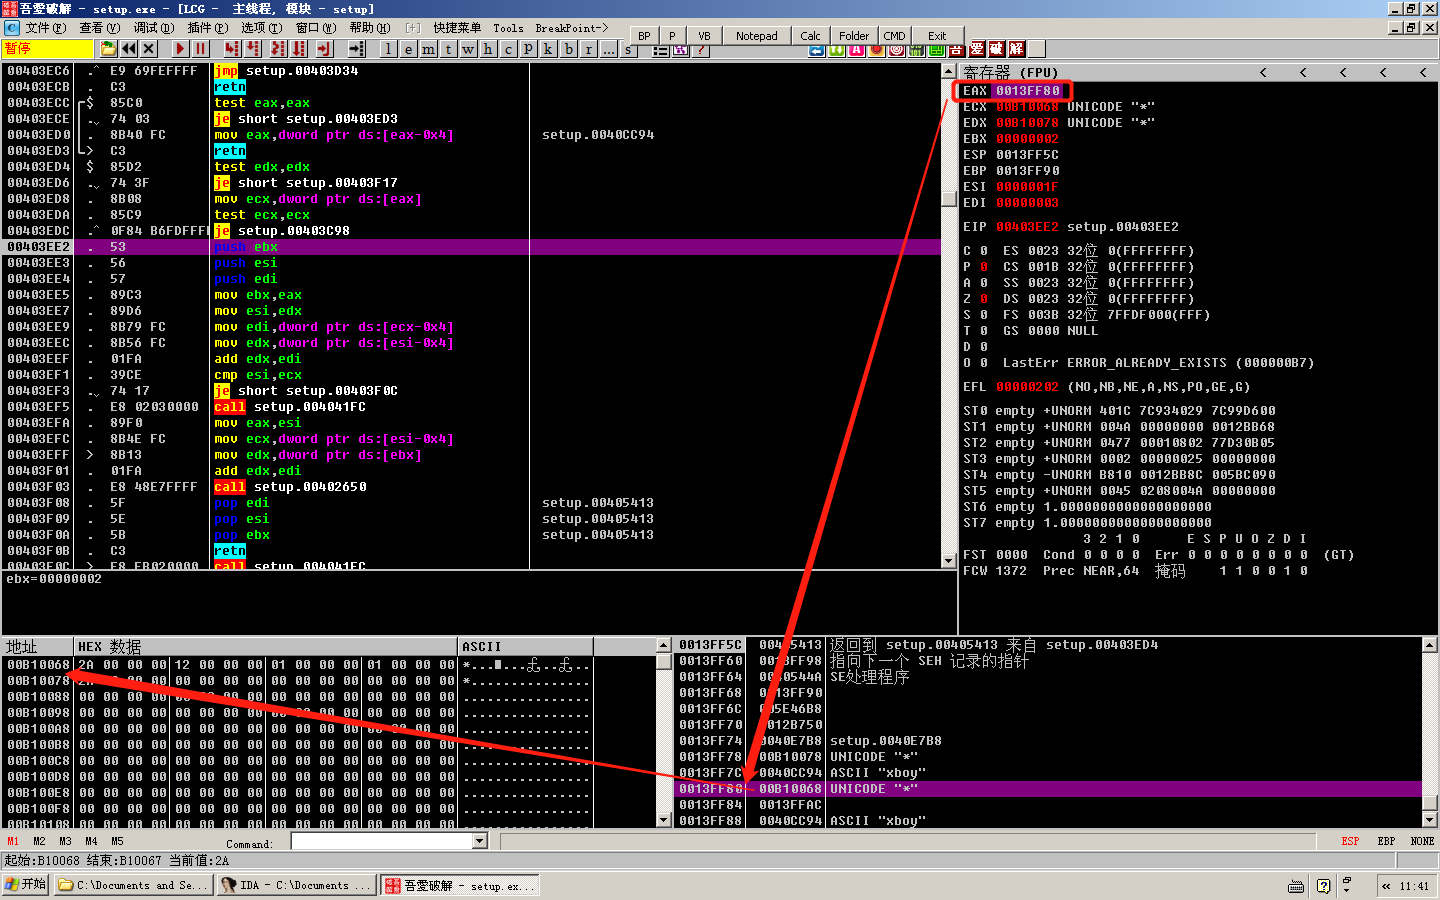 吾愛破解 - setup.exe - [LCG - 主线程, 模块 - setup]
文件(F) 查看(V) 调试(D) 插件(P) 选项(T) 窗口(W) 帮助(H) [+] 快捷菜单 Tools BreakPoint->
BP P VB Notepad Calc Folder CMD Exit
暂停 l e m t w h c p k b r ... s
00403EC6 .^ E9 69FEFFFF jmp setup.00403D34
00403ECB . C3 retn
00403ECC $ 85C0 test eax,eax
00403ECE . 74 03 je short setup.00403ED3
00403ED0 . 8B40 FC mov eax,dword ptr ds:[eax-0x4] setup.0040CC94
00403ED3 > C3 retn
00403ED4 $ 85D2 test edx,edx
00403ED6 . 74 3F je short setup.00403F17
00403ED8 . 8B08 mov ecx,dword ptr ds:[eax]
00403EDA . 85C9 test ecx,ecx
00403EDC .^ 0F84 B6FDFFFF je setup.00403C98
00403EE2 . 53 push ebx
00403EE3 . 56 push esi
00403EE4 . 57 push edi
00403EE5 . 89C3 mov ebx,eax
00403EE7 . 89D6 mov esi,edx
00403EE9 . 8B79 FC mov edi,dword ptr ds:[ecx-0x4]
00403EEC . 8B56 FC mov edx,dword ptr ds:[esi-0x4]
00403EEF . 01FA add edx,edi
00403EF1 . 39CE cmp esi,ecx
00403EF3 . 74 17 je short setup.00403F0C
00403EF5 . E8 02030000 call setup.004041FC
00403EFA . 89F0 mov eax,esi
00403EFC . 8B4E FC mov ecx,dword ptr ds:[esi-0x4]
00403EFF > 8B13 mov edx,dword ptr ds:[ebx]
00403F01 . 01FA add edx,edi
00403F03 . E8 48E7FFFF call setup.00402650
00403F08 . 5F pop edi setup.00405413
00403F09 . 5E pop esi setup.00405413
00403F0A . 5B pop ebx setup.00405413
00403F0B . C3 retn
00403F0C > E8 EB020000 call setup.004041FC
ebx=00000002
寄存器 (FPU) < < < < <
EAX 0013FF80
ECX 00B10068 UNICODE "*"
EDX 00B10078 UNICODE "*"
EBX 00000002
ESP 0013FF5C
EBP 0013FF90
ESI 0000001F
EDI 00000003
EIP 00403EE2 setup.00403EE2
C 0 ES 0023 32位 0(FFFFFFFF)
P 0 CS 001B 32位 0(FFFFFFFF)
A 0 SS 0023 32位 0(FFFFFFFF)
Z 0 DS 0023 32位 0(FFFFFFFF)
S 0 FS 003B 32位 7FFDF000(FFF)
T 0 GS 0000 NULL
D 0
O 0 LastErr ERROR_ALREADY_EXISTS (000000B7)
EFL 00000202 (NO,NB,NE,A,NS,PO,GE,G)
ST0 empty +UNORM 401C 7C934029 7C99D600
ST1 empty +UNORM 004A 00000000 0012BB68
ST2 empty +UNORM 0477 00010802 77D30B05
ST3 empty +UNORM 0002 00000025 00000000
ST4 empty -UNORM B810 0012BB8C 005BC090
ST5 empty +UNORM 0045 0208004A 00000000
ST6 empty 1.0000000000000000000
ST7 empty 1.0000000000000000000
3 2 1 0 E S P U O Z D I
FST 0000 Cond 0 0 0 0 Err 0 0 0 0 0 0 0 0 (GT)
FCW 1372 Prec NEAR,64 掩码 1 1 0 0 1 0
地址 HEX 数据 ASCII
00B10068 2A 00 00 00 12 00 00 00 01 00 00 00 01 00 00 00
00B10078 2A 00 00 00 00 00 00 00 00 00 00 00 00 00 00 00 *...............
00B10088 00 00 00 00 00 00 00 00 00 00 00 00 00 00 00 00 ................
00B10098 00 00 00 00 00 00 00 00 00 00 00 00 00 00 00 00 ................
00B100A8 00 00 00 00 00 00 00 00 00 00 00 00 00 00 00 00 ................
00B100B8 00 00 00 00 00 00 00 00 00 00 00 00 00 00 00 00 ................
00B100C8 00 00 00 00 00 00 00 00 00 00 00 00 00 00 00 00 ................
00B100D8 00 00 00 00 00 00 00 00 00 00 00 00 00 00 00 00 ................
00B100E8 00 00 00 00 00 00 00 00 00 00 00 00 00 00 00 00 ................
00B100F8 00 00 00 00 00 00 00 00 00 00 00 00 00 00 00 00 ................
00B10108 00 00 00 00 00 00 00 00 00 00 00 00 00 00 00 00 ................
0013FF5C 00405413 返回到 setup.00405413 来自 setup.00403ED4
0013FF60 0013FF98 指向下一个 SEH 记录的指针
0013FF64 0040544A SE处理程序
0013FF68 0013FF90
0013FF6C 005E46B8
0013FF70 0012B750
0013FF74 0040E7B8 setup.0040E7B8
0013FF78 00B10078 UNICODE "*"
0013FF7C 0040CC94 ASCII "xboy"
0013FF80 00B10068 UNICODE "*"
0013FF84 0013FFAC
0013FF88 0040CC94 ASCII "xboy"
M1 M2 M3 M4 M5 Command: ESP EBP NONE
起始:B10068 结束:B10067 当前值:2A
开始 C:\Documents and Se... IDA - C:\Documents ... 吾愛破解 - setup.ex... « 11:41